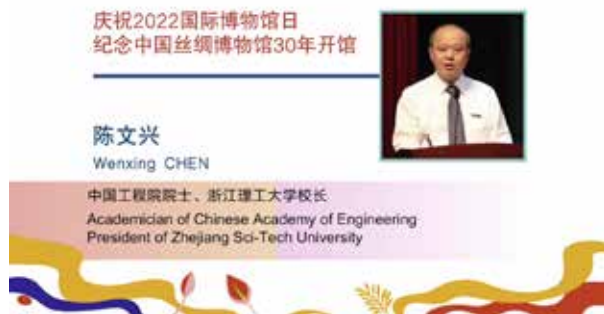 庆祝2022国际博物馆日
纪念中国丝绸博物馆30年开馆
陈文兴
Wenxing CHEN
中国工程院院士、浙江理工大学校长
Academician of Chinese Academy of Engineering
President of Zhejiang Sci-Tech University